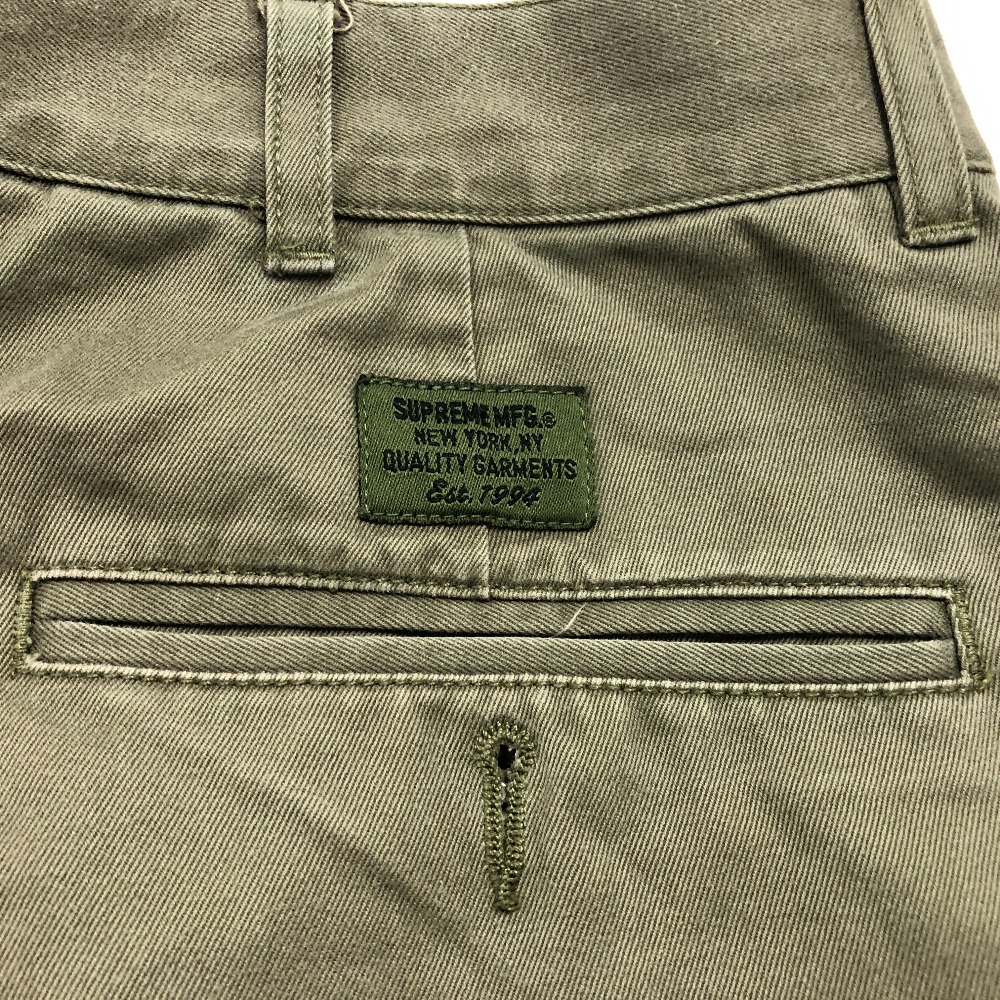 SUPREME MFG.®
NEW YORK, NY
QUALITY GARMENTS
Est. 1994